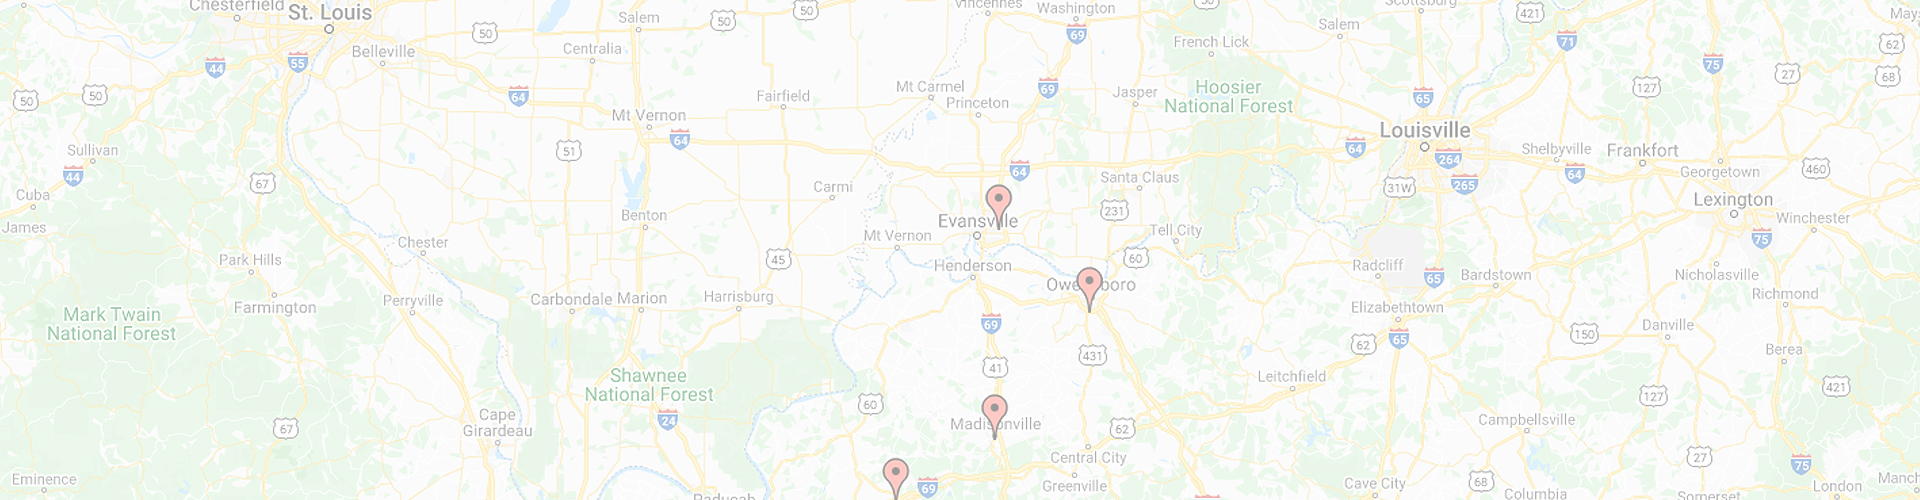 Chesterfield
St. Louis
Salem
50
50
Vincennes
Washington
Scottsburg
421
Mays
50
Belleville
Centralia
69
French Lick
Salem
71
62
44
55
75
27
68
50
50
64
Fairfield
Mt Carmel
Princeton
69
Jasper
Hoosier
National Forest
65
127
Mt Vernon
64
Louisville
Sullivan
51
64
264
Shelbyville
Frankfort
44
67
64
Santa Claus
64
Georgetown
460
Cuba
Carmi
31W
265
Lexington
James
Benton
Evansville
231
Winchester
Chester
Mt Vernon
Tell City
75
Park Hills
45
Henderson
60
Radcliff
65
Bardstown
Nicholasville
Farmington
Perryville
Carbondale
Marion
Harrisburg
Owensboro
Elizabethtown
Richmond
Mark Twain
National Forest
69
62
65
150
Danville
Berea
431
41
Shawnee
National Forest
Leitchfield
421
60
127
Cape
Girardeau
24
Madisonville
62
Campbellsville
67
Central City
27
75
Eminence
69
Greenville
Cave City
68
Columbia
Somerset
London
Manche
Paducah